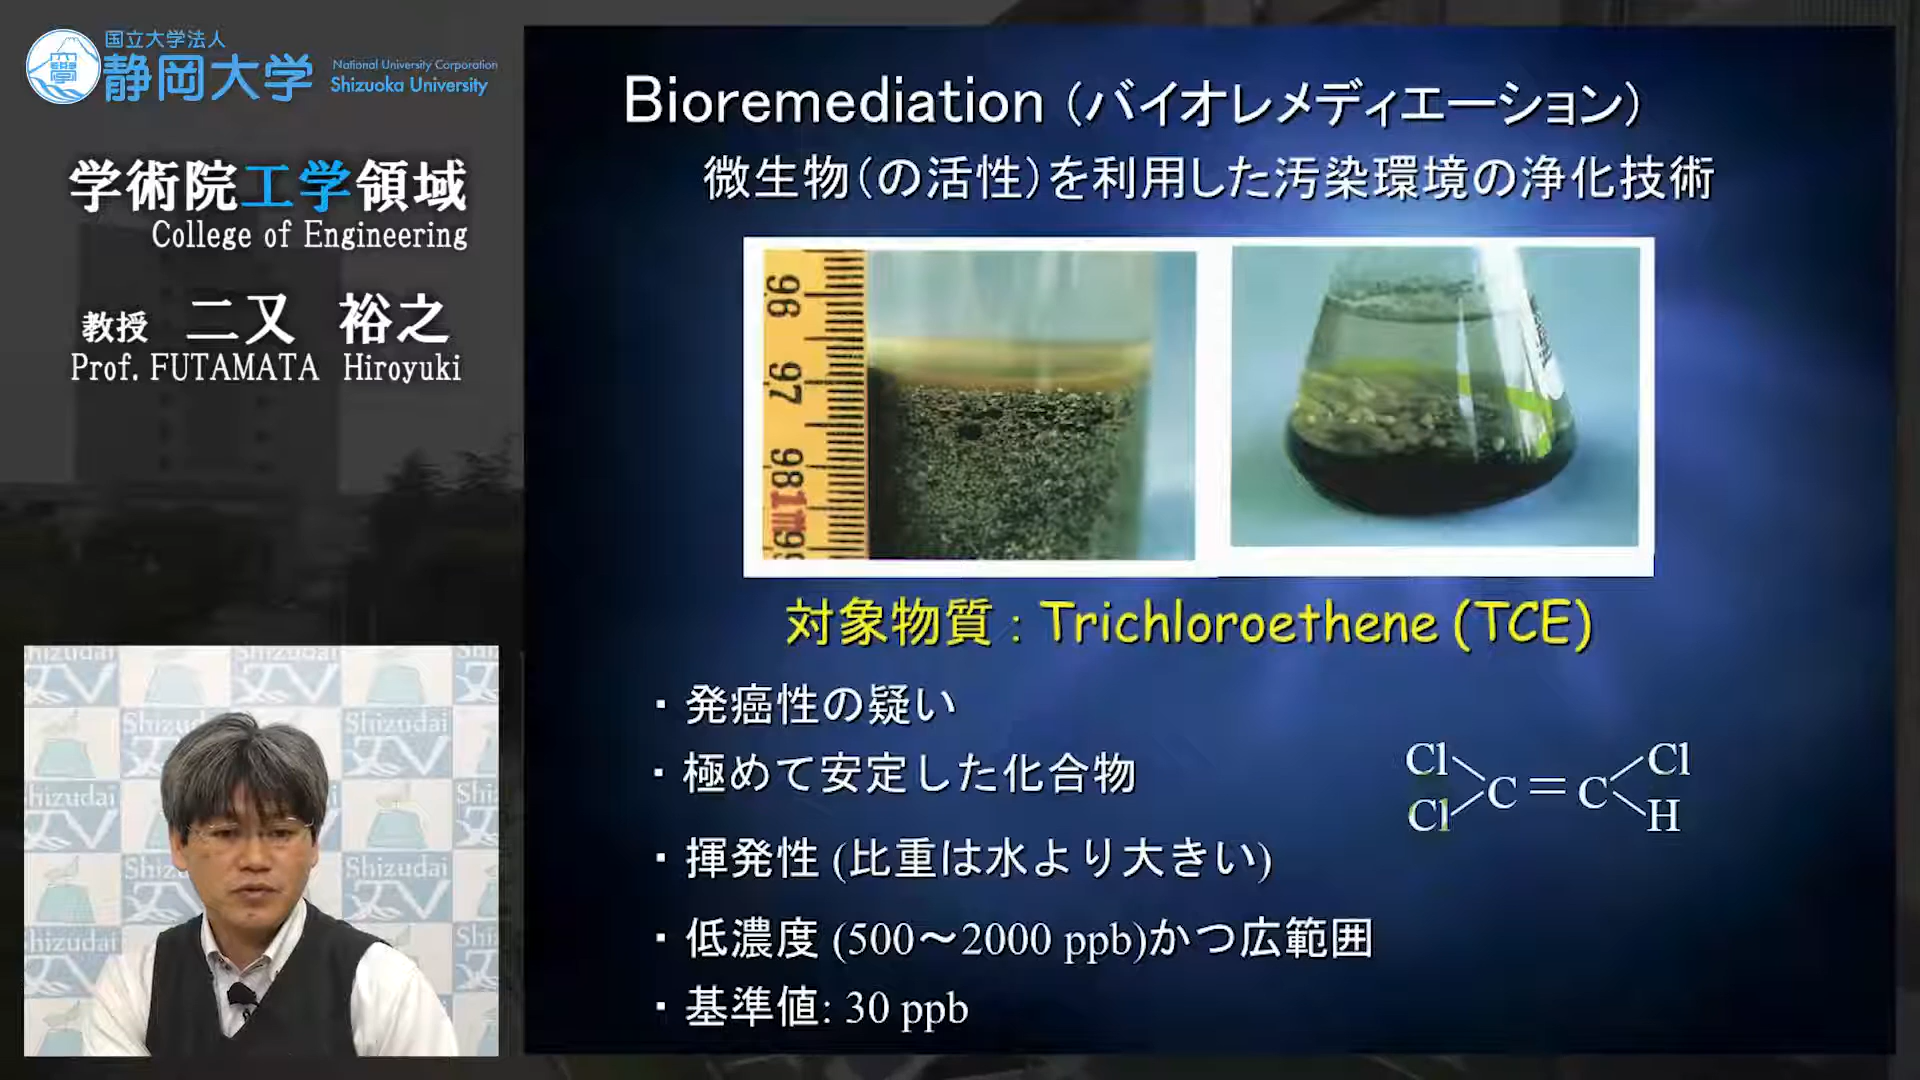 国立大学法人
静岡大学
National University Corporation
Shizuoka University
学術院工学領域
College of Engineering
教授 二又 裕之
Prof. FUTAMATA Hiroyuki
Bioremediation (バイオレメディエーション)
微生物(の活性)を利用した汚染環境の浄化技術
96
97
98
1m
99
対象物質 : Trichloroethene (TCE)
・発癌性の疑い
・極めて安定した化合物
・揮発性 (比重は水より大きい)
・低濃度 (500～2000 ppb)かつ広範囲
・基準値: 30 ppb
Cl Cl
C = C
Cl H
Shizudai
TV